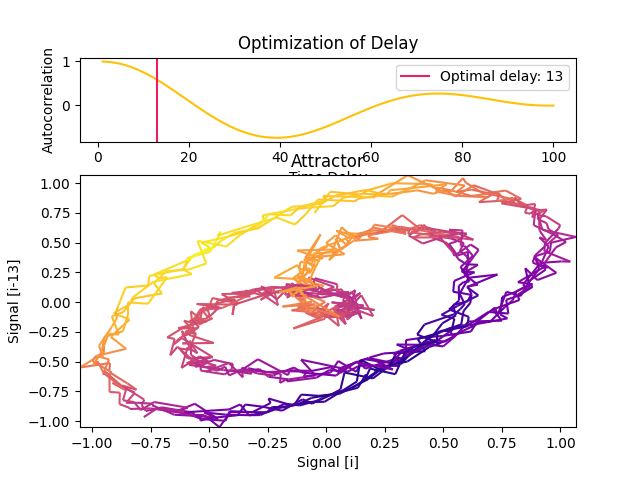 Optimization of Delay
Autocorrelation
1
0
Optimal delay: 13
0 20 40 60 80 100
Time Delay
Attractor
Signal [i-13]
1.00
0.75
0.50
0.25
0.00
−0.25
−0.50
−0.75
−1.00
−1.00 −0.75 −0.50 −0.25 0.00 0.25 0.50 0.75 1.00
Signal [i]